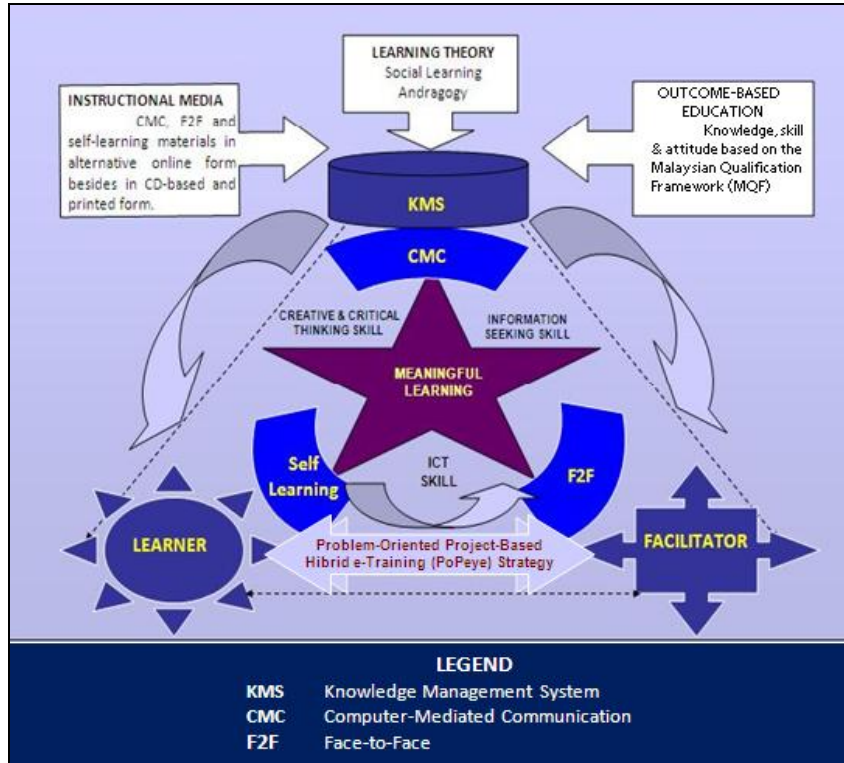 LEARNING THEORY
Social Learning
Andragogy
INSTRUCTIONAL MEDIA
CMC, F2F and
self-learning materials in
alternative online form
besides in CD-based and
printed form.
OUTCOME-BASED
EDUCATION
Knowledge, skill
& attitude based on the
Malaysian Qualification
Framework (MQF)
KMS
CMC
CREATIVE & CRITICAL
THINKING SKILL
INFORMATION
SEEKING SKILL
MEANINGFUL
LEARNING
Self
Learning
ICT
SKILL
F2F
LEARNER
Problem-Oriented Project-Based
Hibrid e-Training (PoPeye) Strategy
FACILITATOR
LEGEND
KMS Knowledge Management System
CMC Computer-Mediated Communication
F2F Face-to-Face